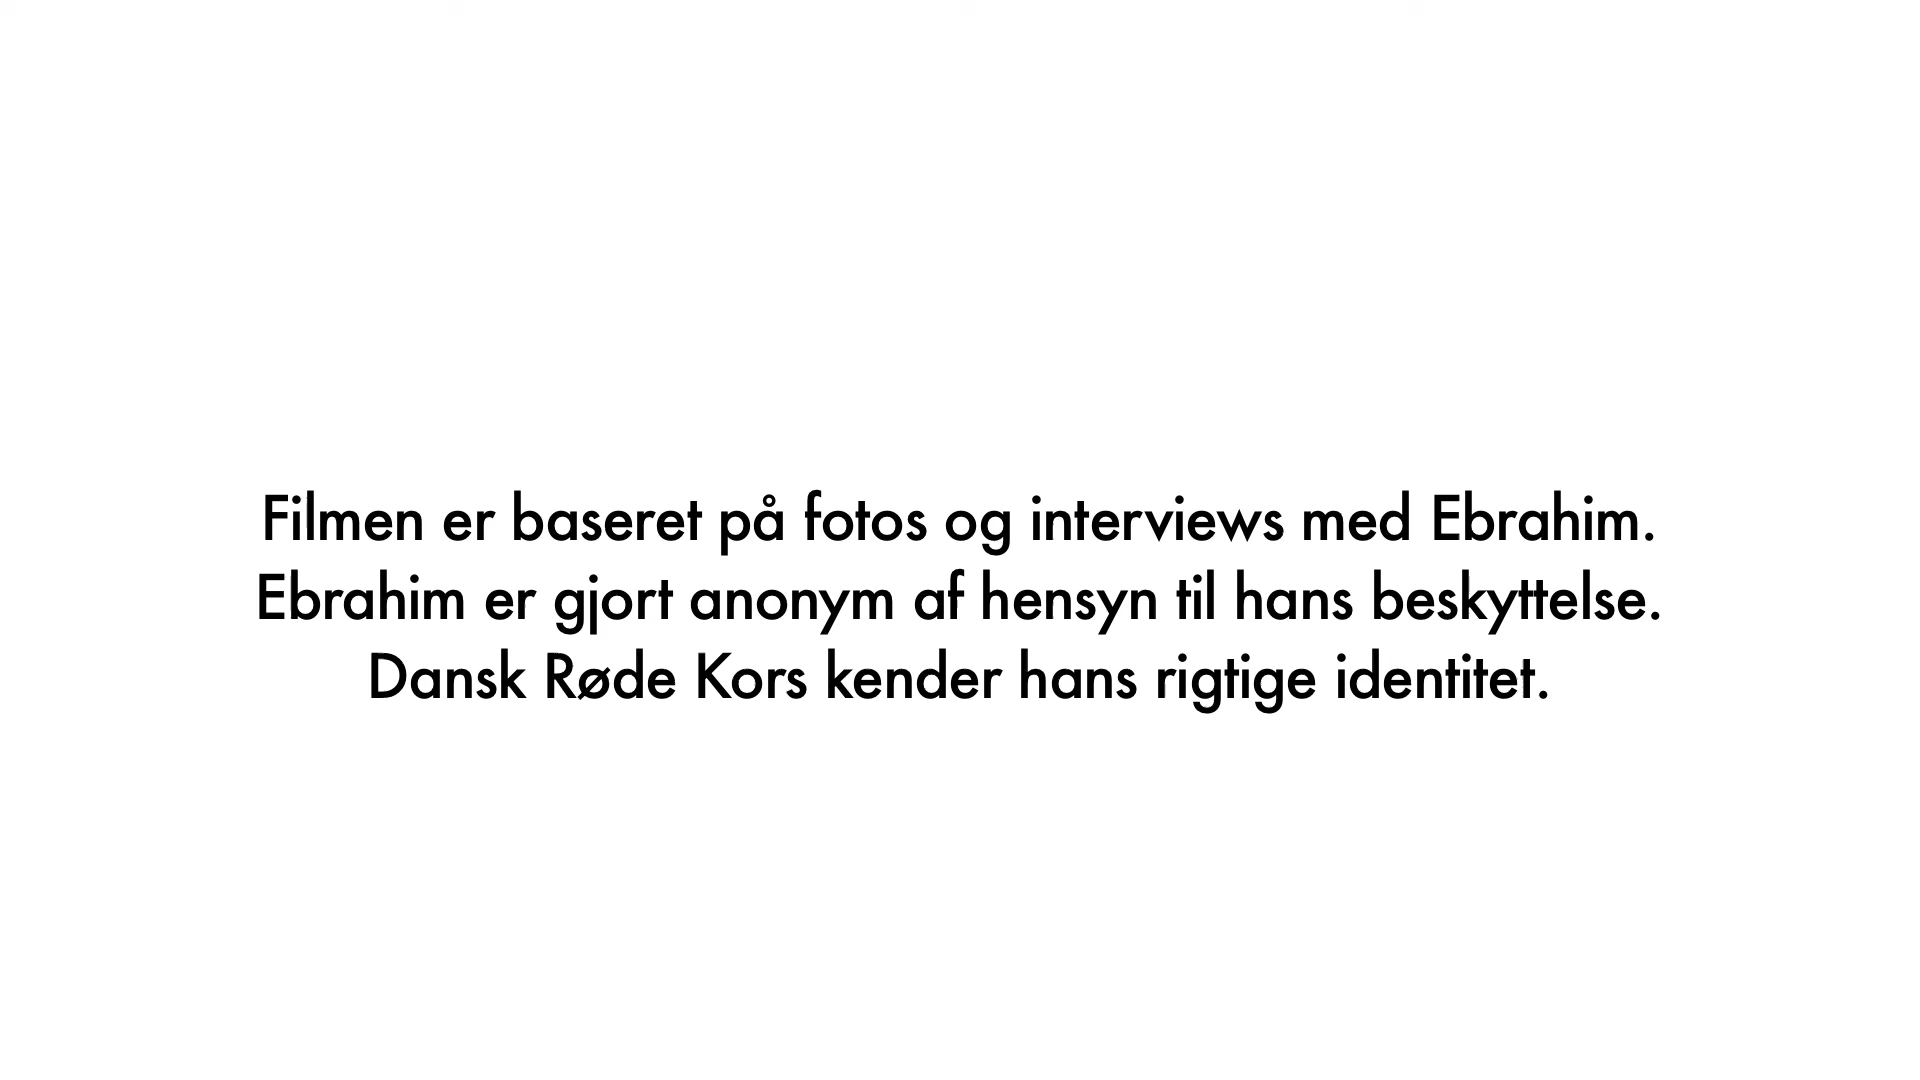 Filmen er baseret på fotos og interviews med Ebrahim.
Ebrahim er gjort anonym af hensyn til hans beskyttelse.
Dansk Røde Kors kender hans rigtige identitet.